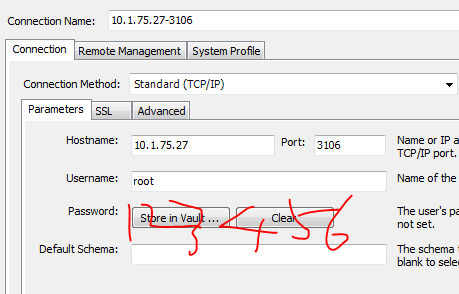 Connection Name: 10.1.75.27-3106
Connection Remote Management System Profile
Connection Method: Standard (TCP/IP)
Parameters SSL Advanced
Hostname: 10.1.75.27 Port: 3106 Name or IP a
TCP/IP port.
Username: root Name of the
Password: Store in Vault ... Clear The user's pa
not set.
123456
Default Schema: The schema
blank to selec